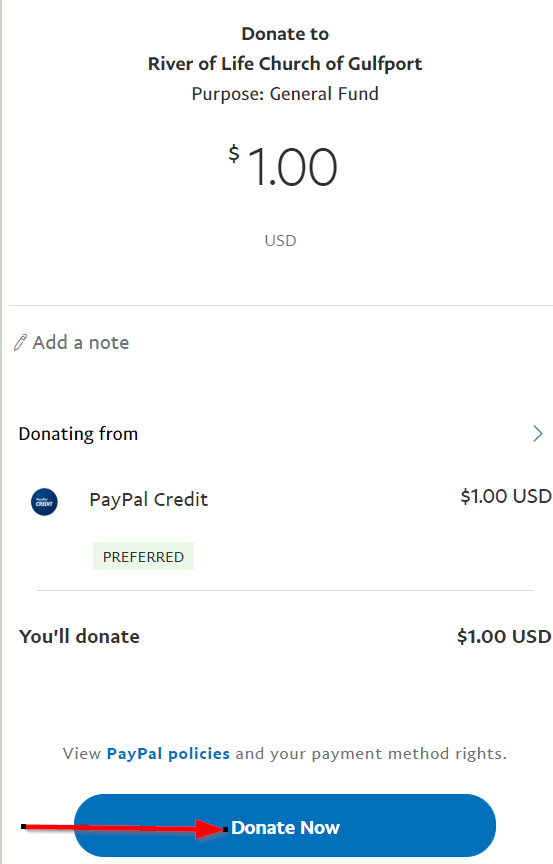 Donate to
River of Life Church of Gulfport
Purpose: General Fund
$ 1.00
USD
Add a note
Donating from
PayPal CREDIT
PayPal Credit $1.00 USD
PREFERRED
You'll donate $1.00 USD
View PayPal policies and your payment method rights.
Donate Now